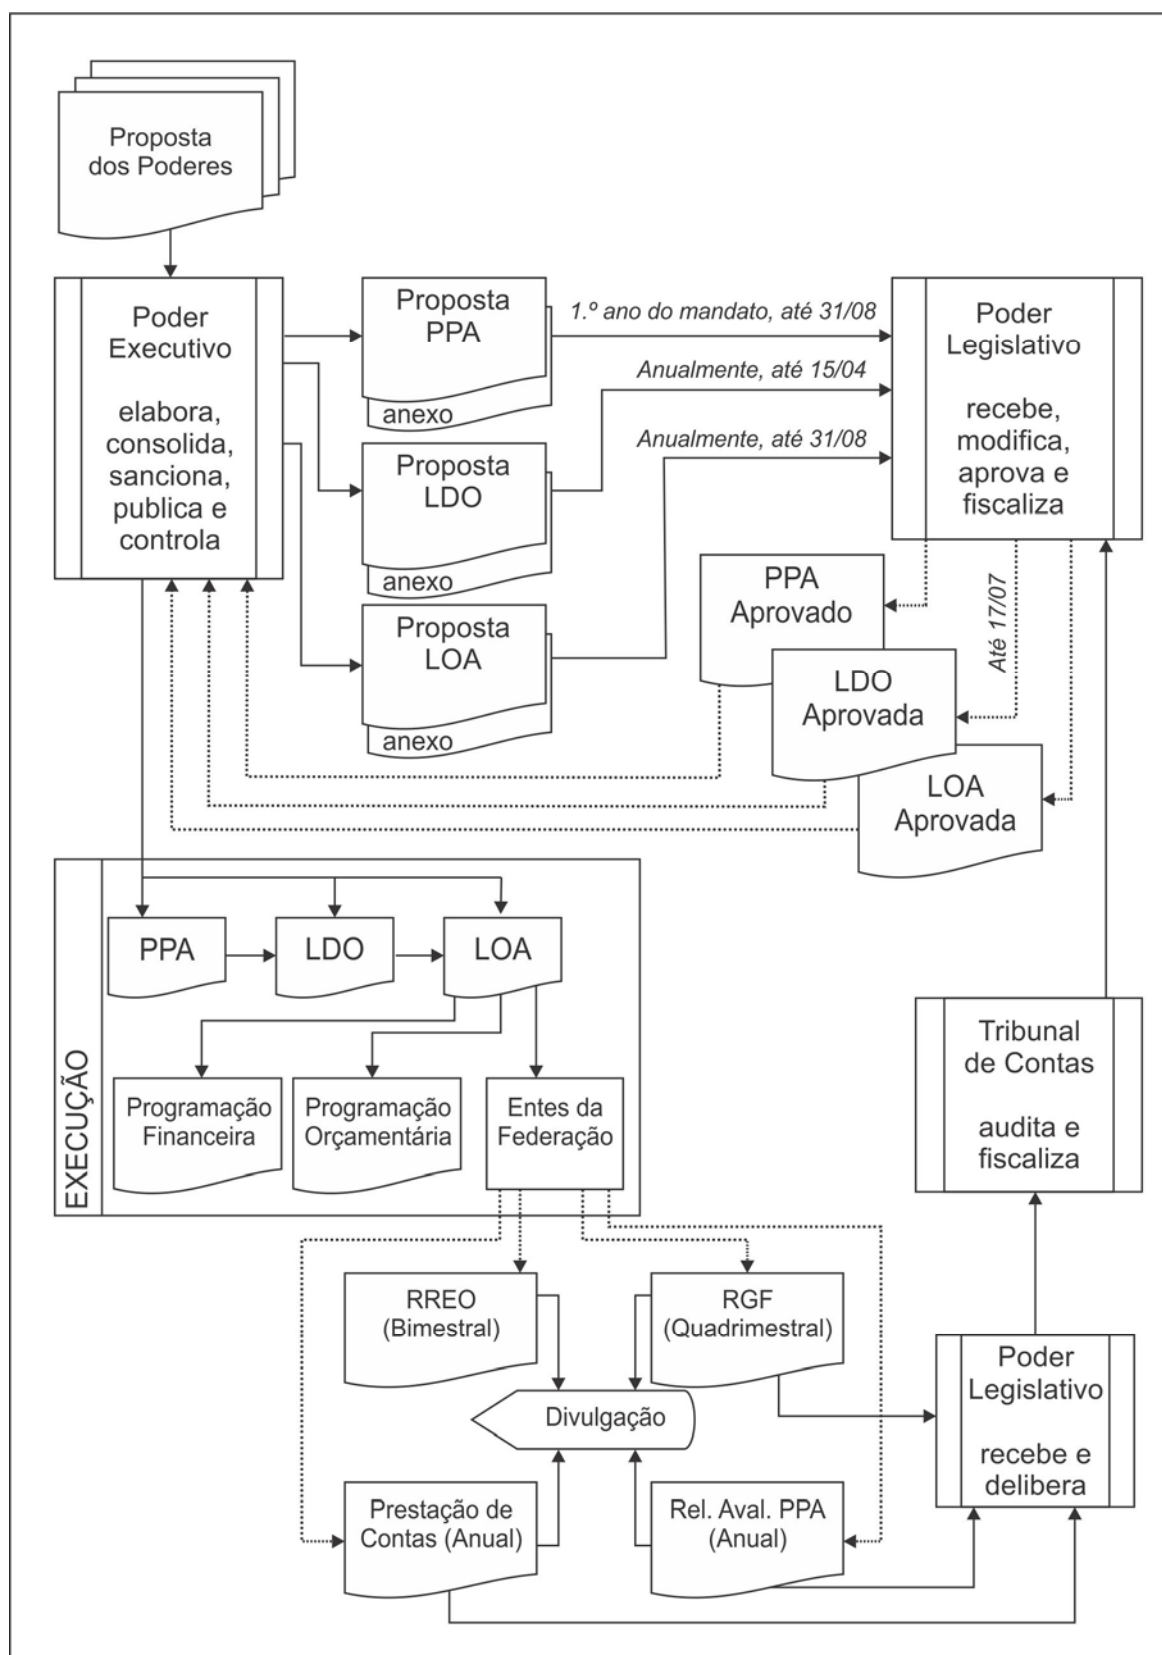 Proposta
dos Poderes
Poder
Executivo
elabora,
consolida,
sanciona,
publica e
controla
Proposta
PPA
anexo
Proposta
LDO
anexo
Proposta
LOA
anexo
1.º ano do mandato, até 31/08
Anualmente, até 15/04
Anualmente, até 31/08
Poder
Legislativo
recebe,
modifica,
aprova e
fiscaliza
PPA
Aprovado
LDO
Aprovada
LOA
Aprovada
Até 17/07
EXECUÇÃO
PPA
LDO
LOA
Programação
Financeira
Programação
Orçamentária
Entes da
Federação
Tribunal
de Contas
audita e
fiscaliza
RREO
(Bimestral)
RGF
(Quadrimestral)
Divulgação
Prestação de
Contas (Anual)
Rel. Aval. PPA
(Anual)
Poder
Legislativo
recebe e
delibera